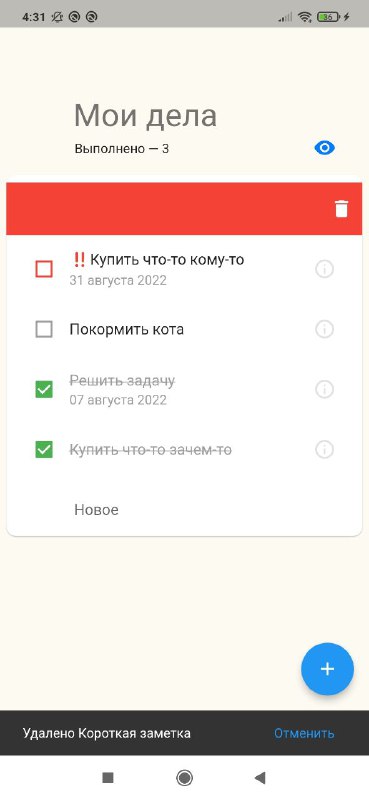 4:31
36
Мои дела
Выполнено — 3
‼ Купить что-то кому-то
31 августа 2022
Покормить кота
Решить задачу
07 августа 2022
Купить что-то зачем-то
Новое
Удалено Короткая заметка
Отменить